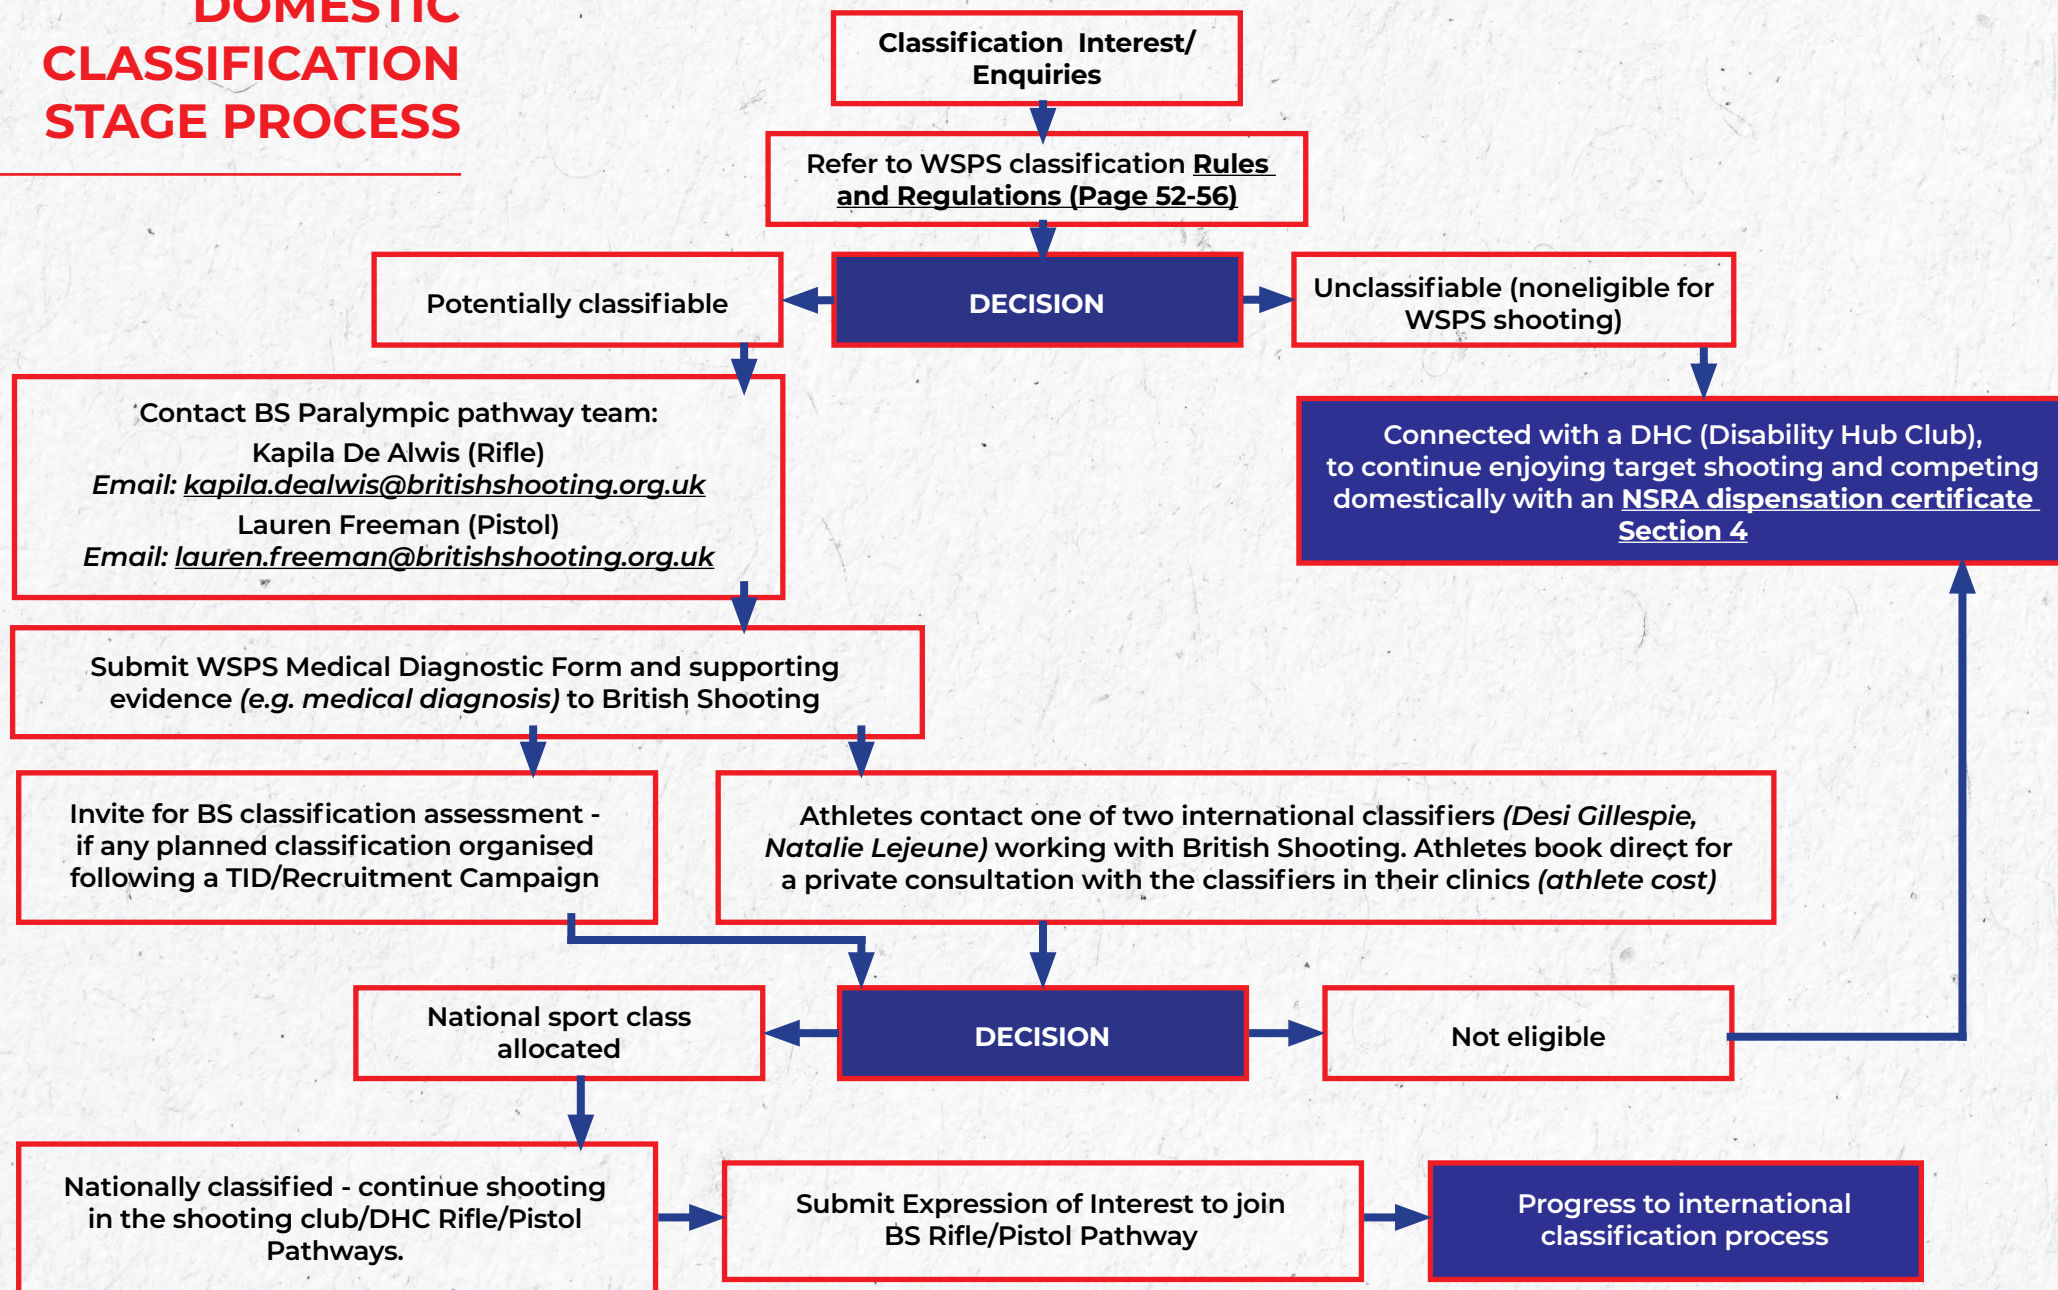 DOMESTIC
CLASSIFICATION
STAGE PROCESS
Classification Interest/
Enquiries
Refer to WSPS classification Rules
and Regulations (Page 52-56)
Potentially classifiable
DECISION
Unclassifiable (noneligible for
WSPS shooting)
Contact BS Paralympic pathway team:
Kapila De Alwis (Rifle)
Email: kapila.dealwis@britishshooting.org.uk
Lauren Freeman (Pistol)
Email: lauren.freeman@britishshooting.org.uk
Connected with a DHC (Disability Hub Club),
to continue enjoying target shooting and competing
domestically with an NSRA dispensation certificate
Section 4
Submit WSPS Medical Diagnostic Form and supporting
evidence (e.g. medical diagnosis) to British Shooting
Invite for BS classification assessment -
if any planned classification organised
following a TID/Recruitment Campaign
Athletes contact one of two international classifiers (Desi Gillespie,
Natalie Lejeune) working with British Shooting. Athletes book direct for
a private consultation with the classifiers in their clinics (athlete cost)
National sport class
allocated
DECISION
Not eligible
Nationally classified - continue shooting
in the shooting club/DHC Rifle/Pistol
Pathways.
Submit Expression of Interest to join
BS Rifle/Pistol Pathway
Progress to international
classification process